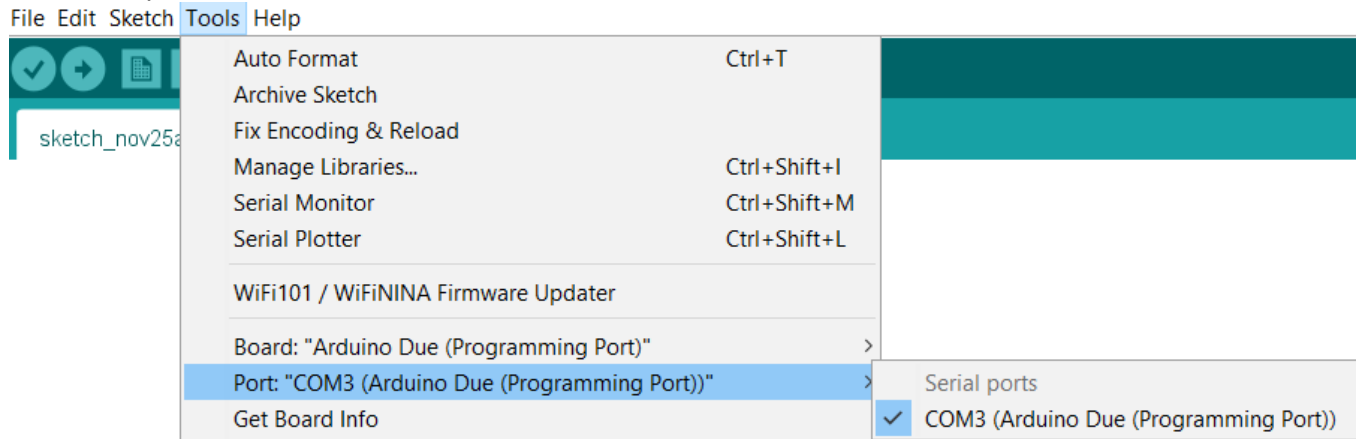 File Edit Sketch Tools Help
Auto Format Ctrl+T
Archive Sketch
sketch_nov25a
Fix Encoding & Reload
Manage Libraries... Ctrl+Shift+I
Serial Monitor Ctrl+Shift+M
Serial Plotter Ctrl+Shift+L
WiFi101 / WiFiNINA Firmware Updater
Board: "Arduino Due (Programming Port)"
Port: "COM3 (Arduino Due (Programming Port))"
Serial ports
Get Board Info
COM3 (Arduino Due (Programming Port))